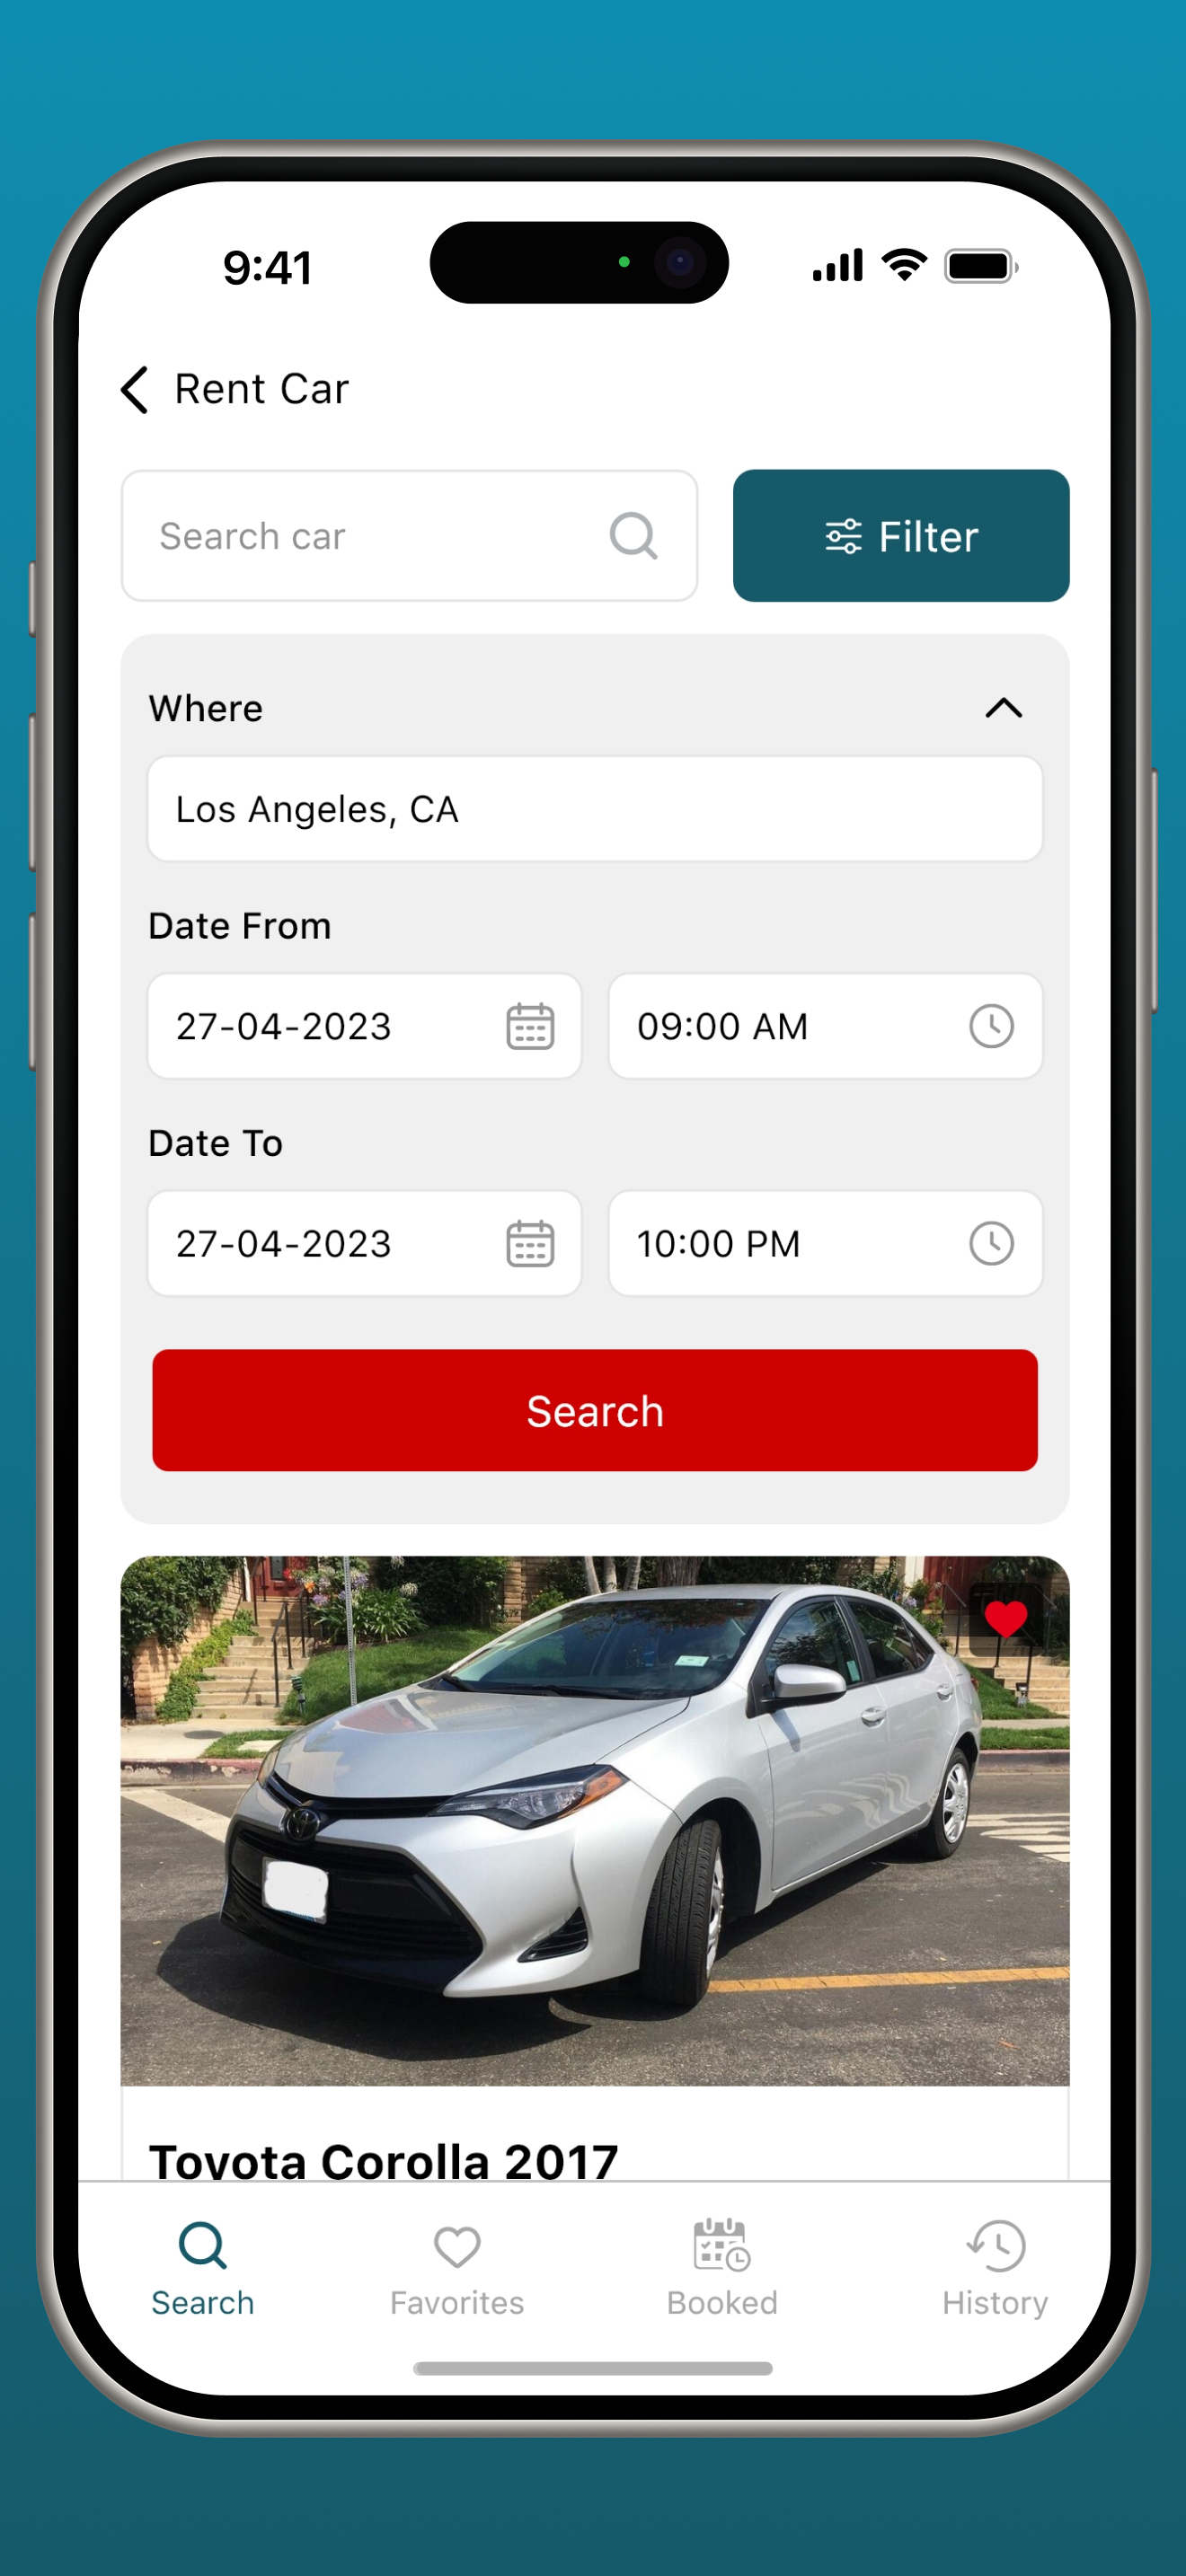 9:41
Rent Car
Search car
Filter
Where
Los Angeles, CA
Date From
27-04-2023
09:00 AM
Date To
27-04-2023
10:00 PM
Search
Toyota Corolla 2017
Search
Favorites
Booked
History